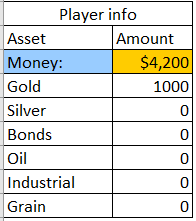 Player info
Asset Amount
Money: $4,200
Gold 1000
Silver 0
Bonds 0
Oil 0
Industrial 0
Grain 0